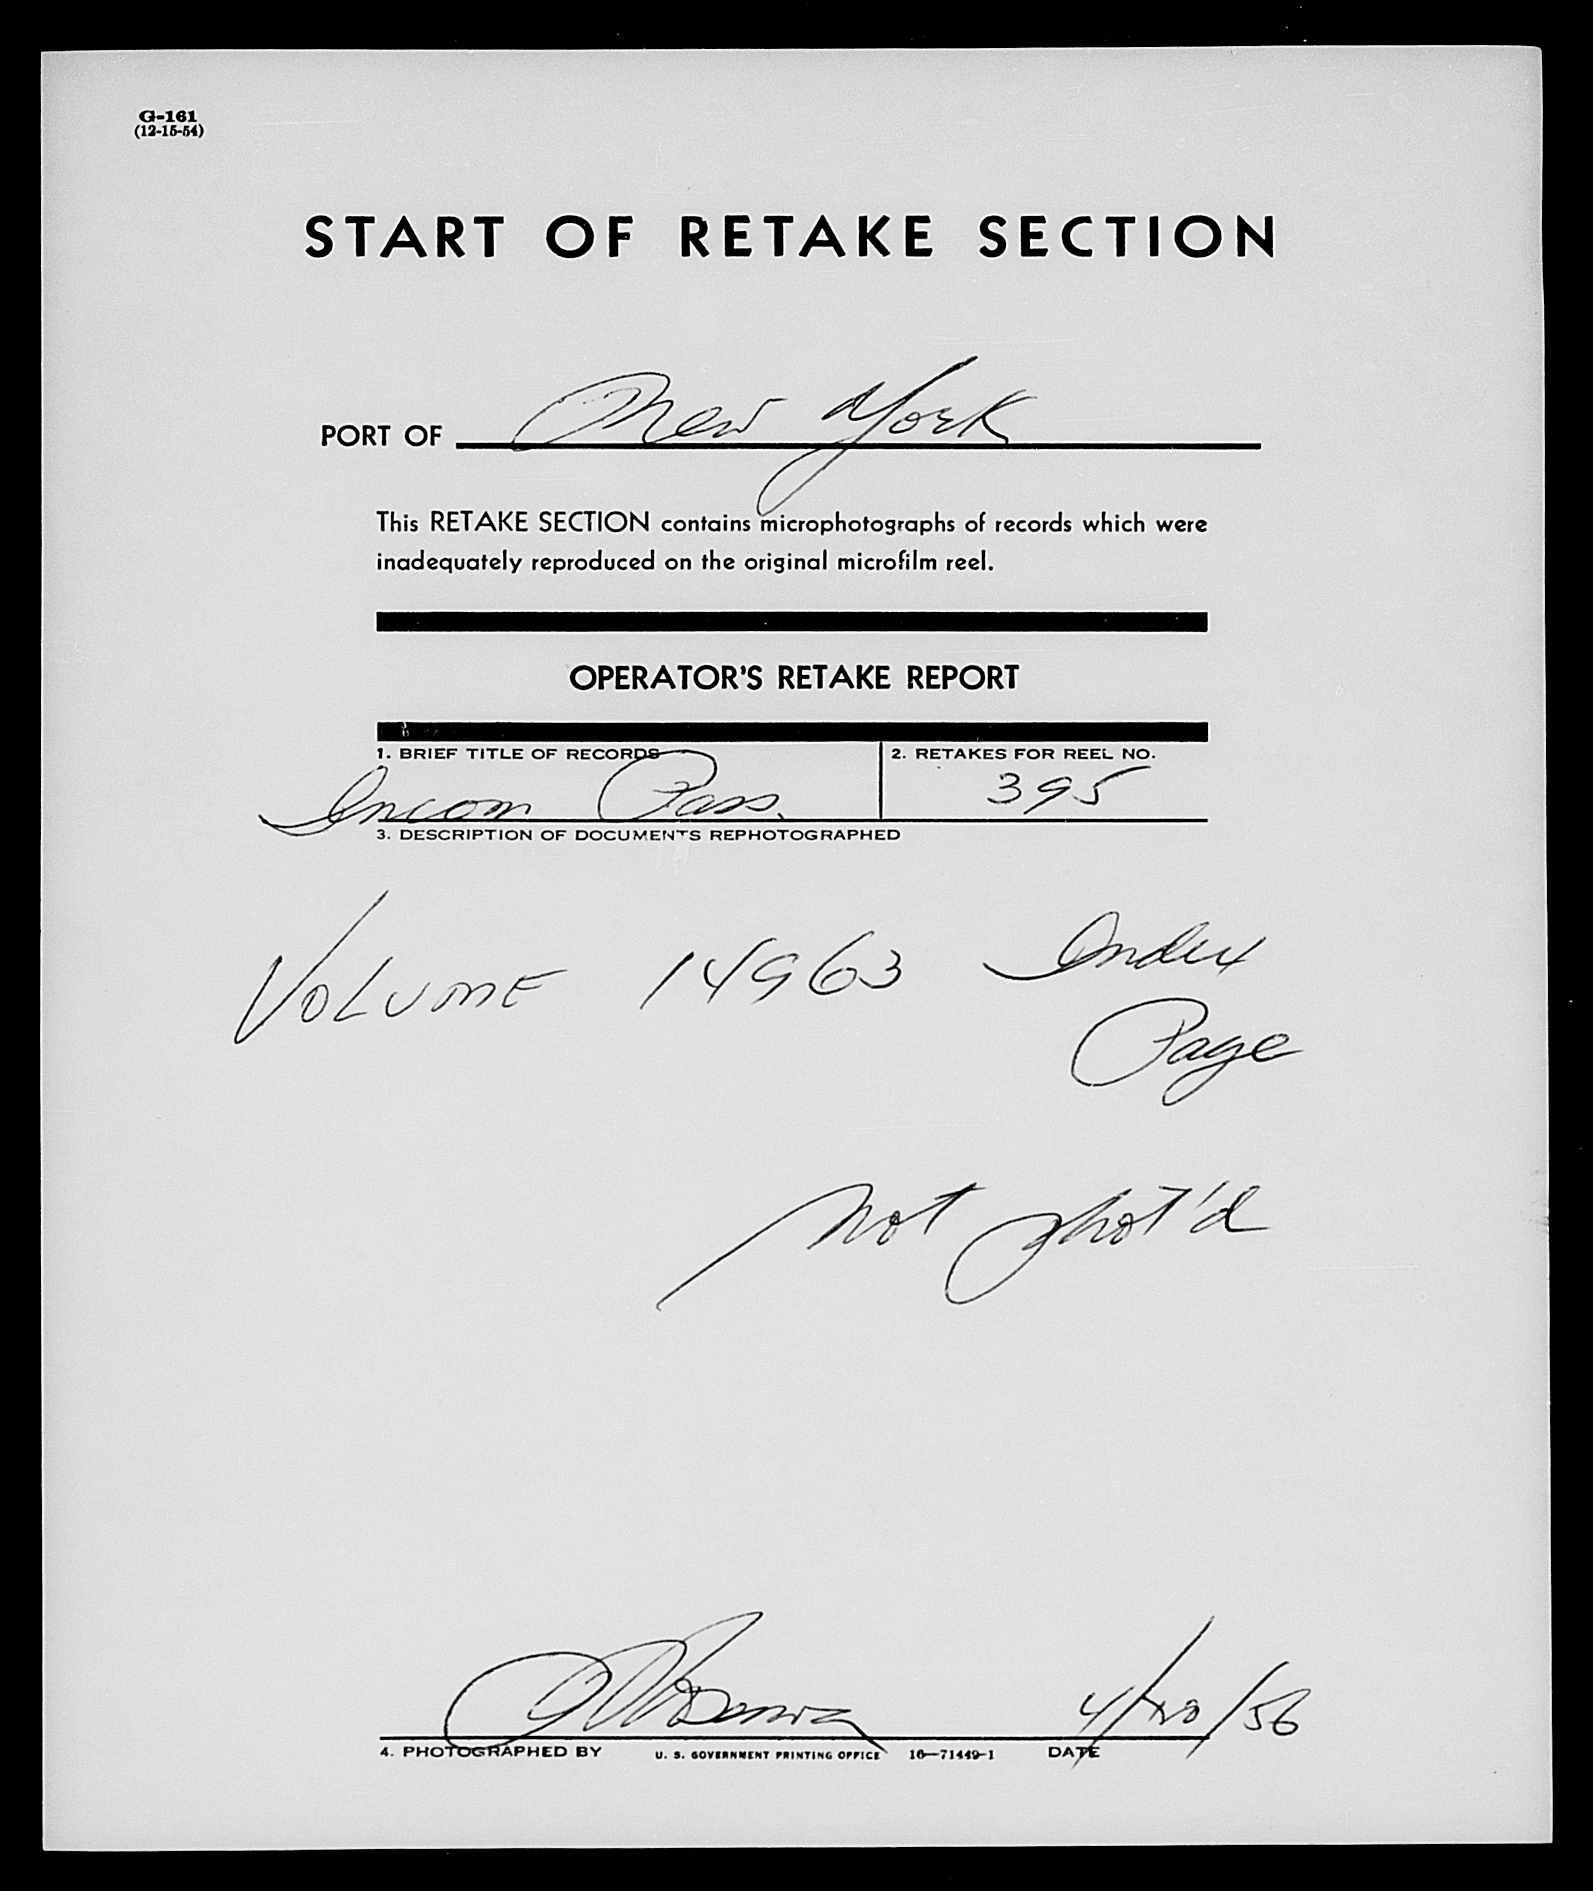 G-161
(12-15-54)
START OF RETAKE SECTION
PORT OF New York
This RETAKE SECTION contains microphotographs of records which were
inadequately reproduced on the original microfilm reel.
OPERATOR'S RETAKE REPORT
1. BRIEF TITLE OF RECORDS 2. RETAKES FOR REEL NO.
Incom Pass. 395
3. DESCRIPTION OF DOCUMENTS REPHOTOGRAPHED
VOLUME 14963 Index
Page
not phot'd
4/ /56
4. PHOTOGRAPHED BY U. S. GOVERNMENT PRINTING OFFICE 16—71449-1 DATE